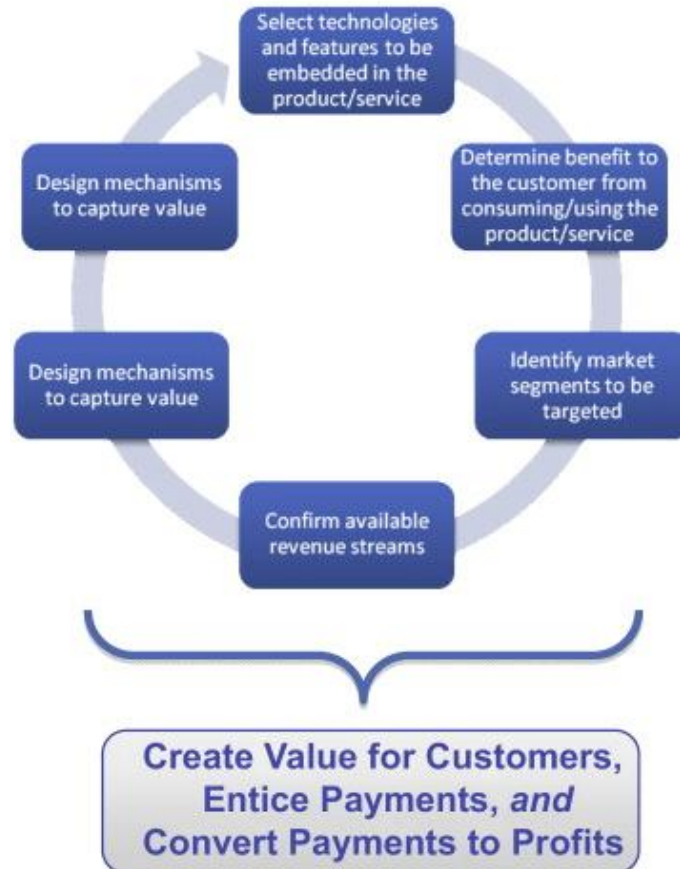 Select technologies
and features to be
embedded in the
product/service
Determine benefit to
the customer from
consuming/using the
product/service
Identify market
segments to be
targeted
Confirm available
revenue streams
Design mechanisms
to capture value
Design mechanisms
to capture value
Create Value for Customers,
Entice Payments, and
Convert Payments to Profits